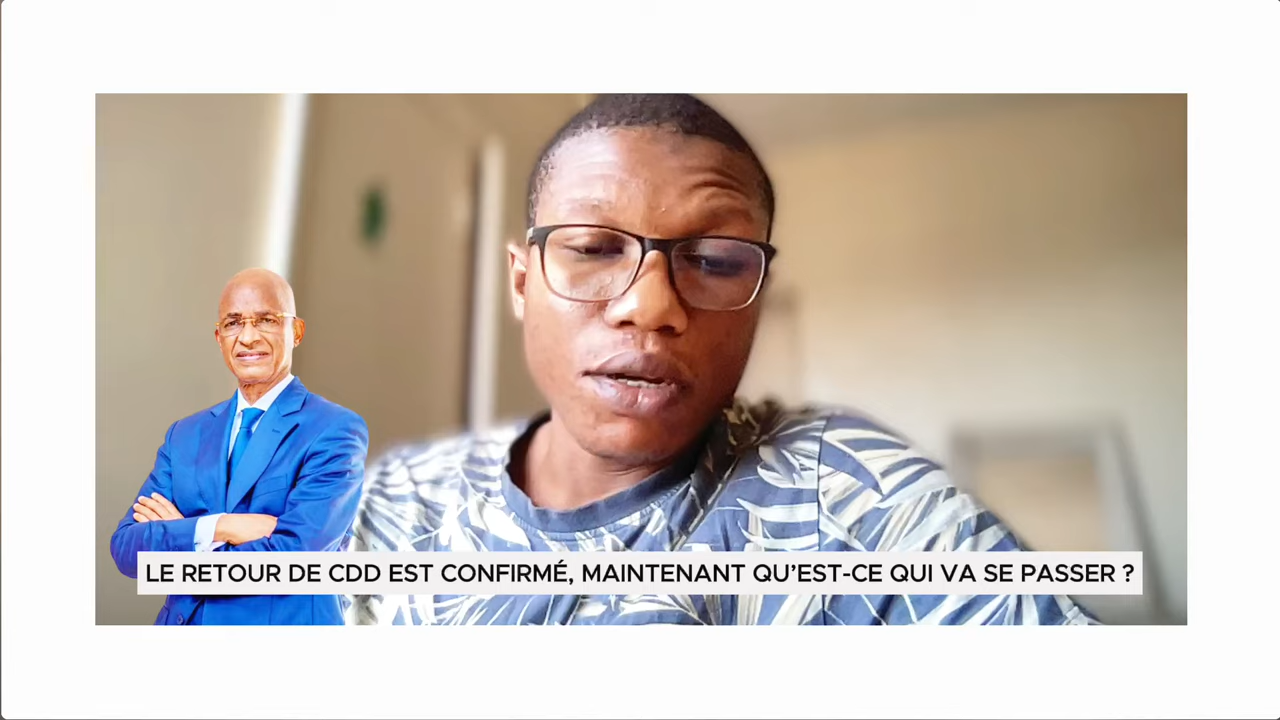 LE RETOUR DE CDD EST CONFIRMÉ, MAINTENANT QU’EST-CE QUI VA SE PASSER ?